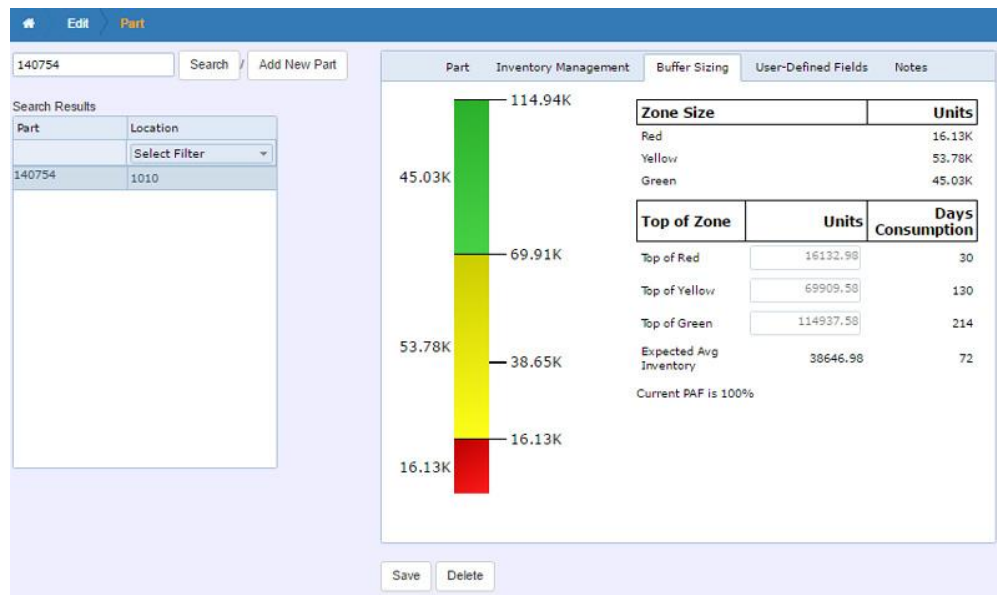 Edit Part
140754 Search / Add New Part
Search Results
Part Location
Select Filter
140754 1010
Part Inventory Management Buffer Sizing User-Defined Fields Notes
114.94K
45.03K
69.91K
53.78K
38.65K
16.13K
16.13K
Zone Size Units
Red 16.13K
Yellow 53.78K
Green 45.03K
Top of Zone Units Days
Consumption
Top of Red 16132.98 30
Top of Yellow 69909.58 130
Top of Green 114937.58 214
Expected Avg
Inventory 38646.98 72
Current PAF is 100%
Save Delete